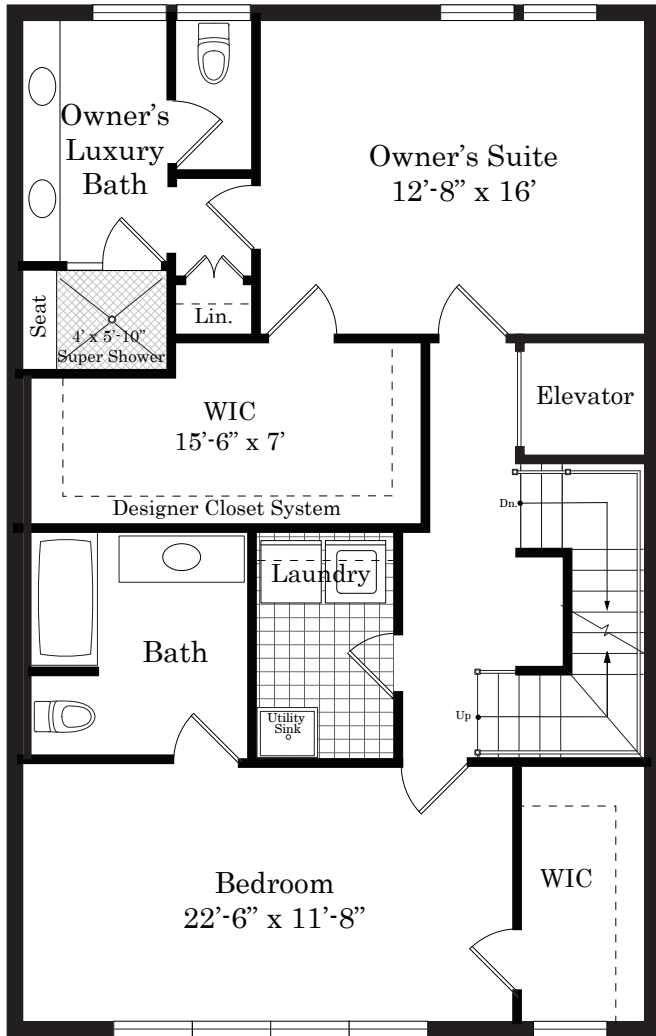 Owner's
Luxury
Bath
Owner's Suite
12'-8" x 16'
Seat
4' x 5'-10"
Super Shower
Lin.
WIC
15'-6" x 7'
Designer Closet System
Elevator
Dn.
Laundry
Bath
Utility
Sink
Up
Bedroom
22'-6" x 11'-8"
WIC